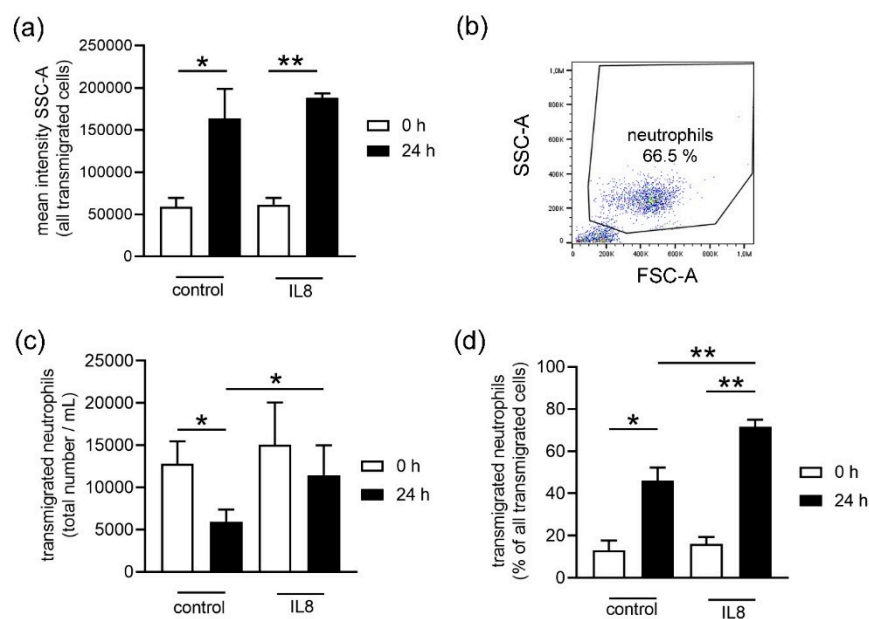 (a)
mean intensity SSC-A
(all transmigrated cells)
250000
200000
150000
100000
50000
0
*
**
0 h
24 h
control
IL8
(b)
SSC-A
1,0M
800K
600K
400K
200K
0
neutrophils
66.5 %
0
200K
400K
600K
800K
1,0M
FSC-A
(c)
transmigrated neutrophils
(total number / mL)
25000
20000
15000
10000
5000
0
*
*
0 h
24 h
control
IL8
(d)
transmigrated neutrophils
(% of all transmigrated cells)
100
80
60
40
20
0
**
*
**
0 h
24 h
control
IL8